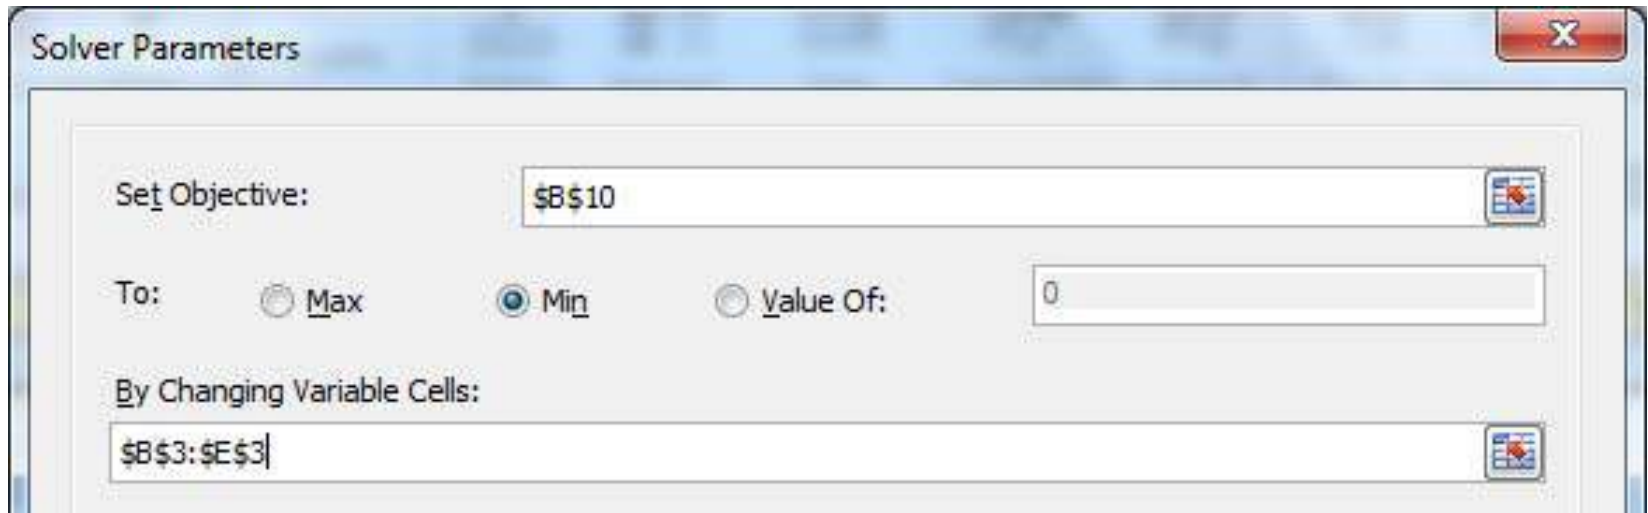 Solver Parameters
Set Objective: $B$10
To: Max Min Value Of: 0
By Changing Variable Cells:
$B$3:$E$3